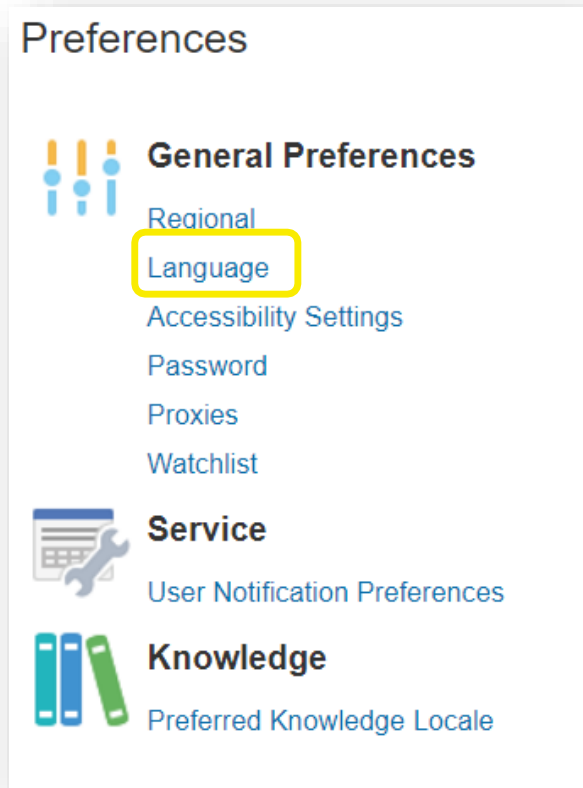 Preferences
General Preferences
Regional
Language
Accessibility Settings
Password
Proxies
Watchlist
Service
User Notification Preferences
Knowledge
Preferred Knowledge Locale